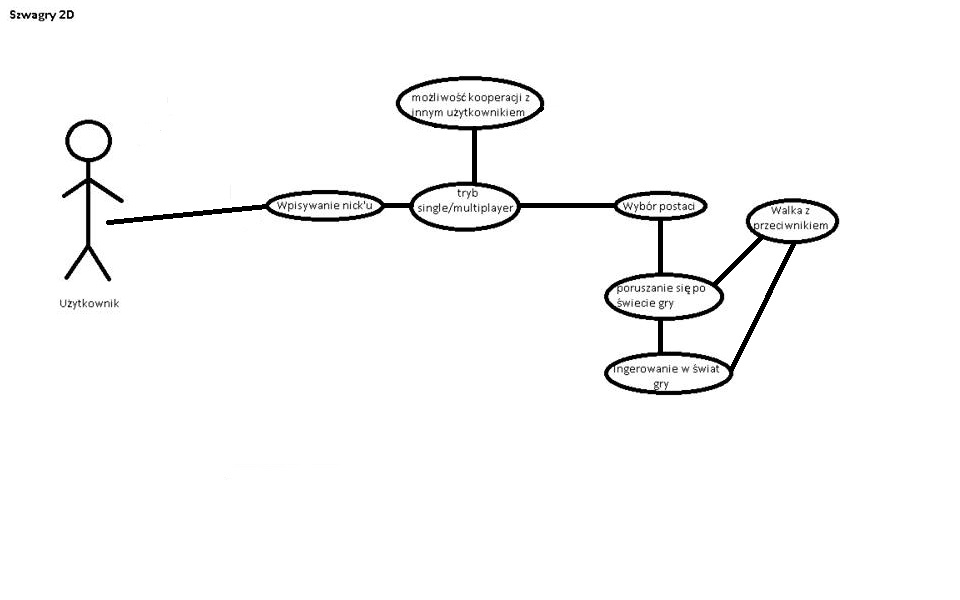 Szwagry 2D
możliwość kooperacji z
innym użytkownikiem
Wpisywanie nick'u
tryb
single/multiplayer
Wybór postaci
Walka z
przeciwnikiem
poruszanie się po
świecie gry
Ingerowanie w świat
gry
Użytkownik